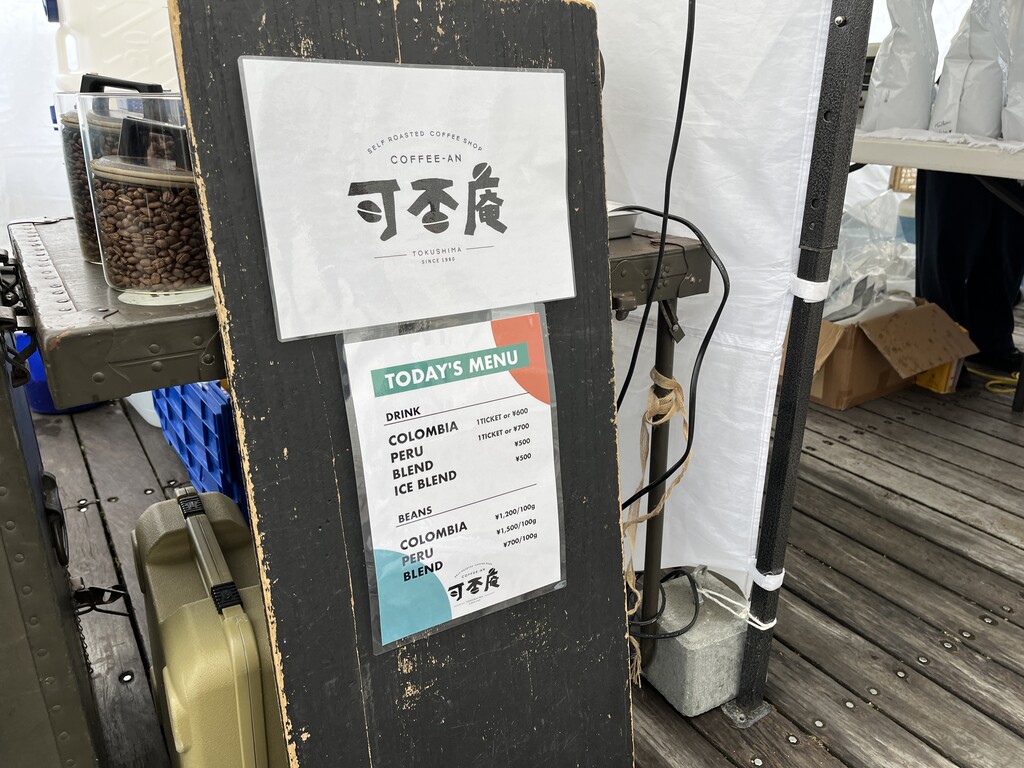 SELF ROASTED COFFEE SHOP
COFFEE-AN
可否庵
TOKUSHIMA
SINCE 1980
TODAY'S MENU
DRINK
COLOMBIA 1TICKET or ¥600
PERU 1TICKET or ¥700
BLEND ¥500
ICE BLEND ¥500
BEANS
COLOMBIA ¥1,200/100g
PERU ¥1,500/100g
BLEND ¥700/100g
COFFEE-AN
可否庵